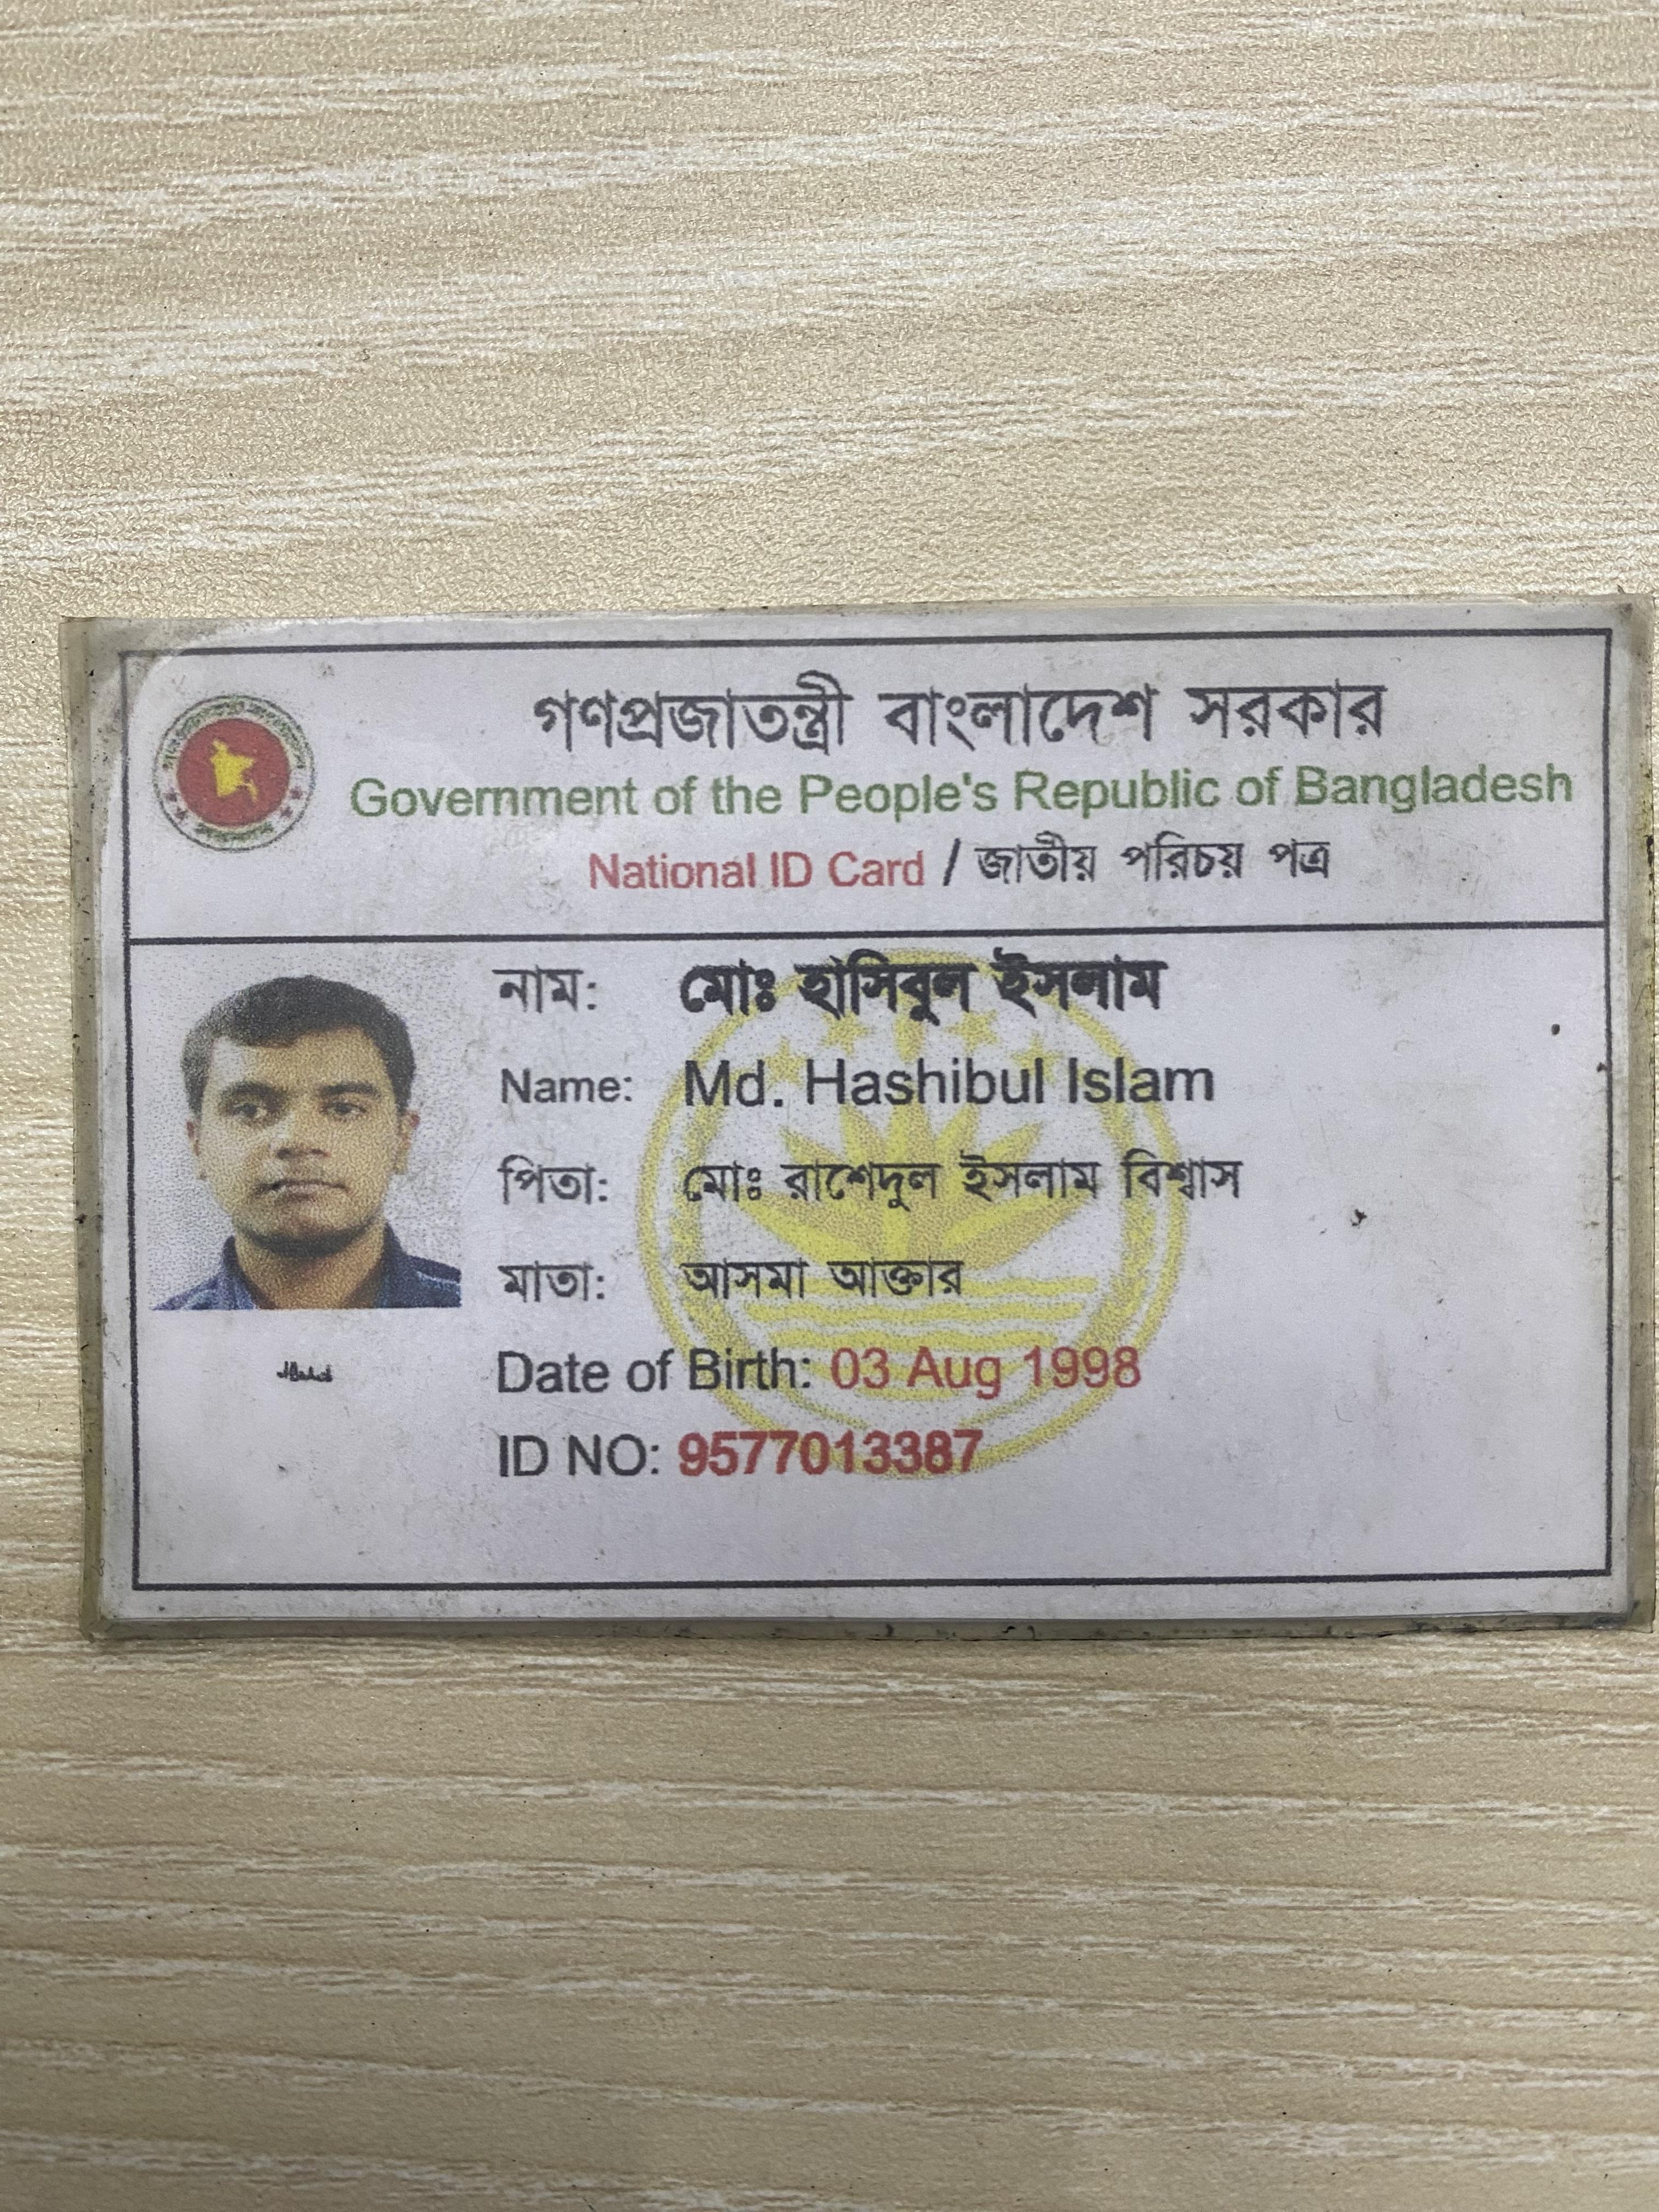 গণপ্রজাতন্ত্রী বাংলাদেশ সরকার
Government of the People's Republic of Bangladesh
National ID Card / জাতীয় পরিচয় পত্র
নাম: মোঃ হাসিবুল ইসলাম
Name: Md. Hashibul Islam
পিতা: মোঃ রাশেদুল ইসলাম বিশ্বাস
মাতা: আসমা আক্তার
Date of Birth: 03 Aug 1998
ID NO: 9577013387